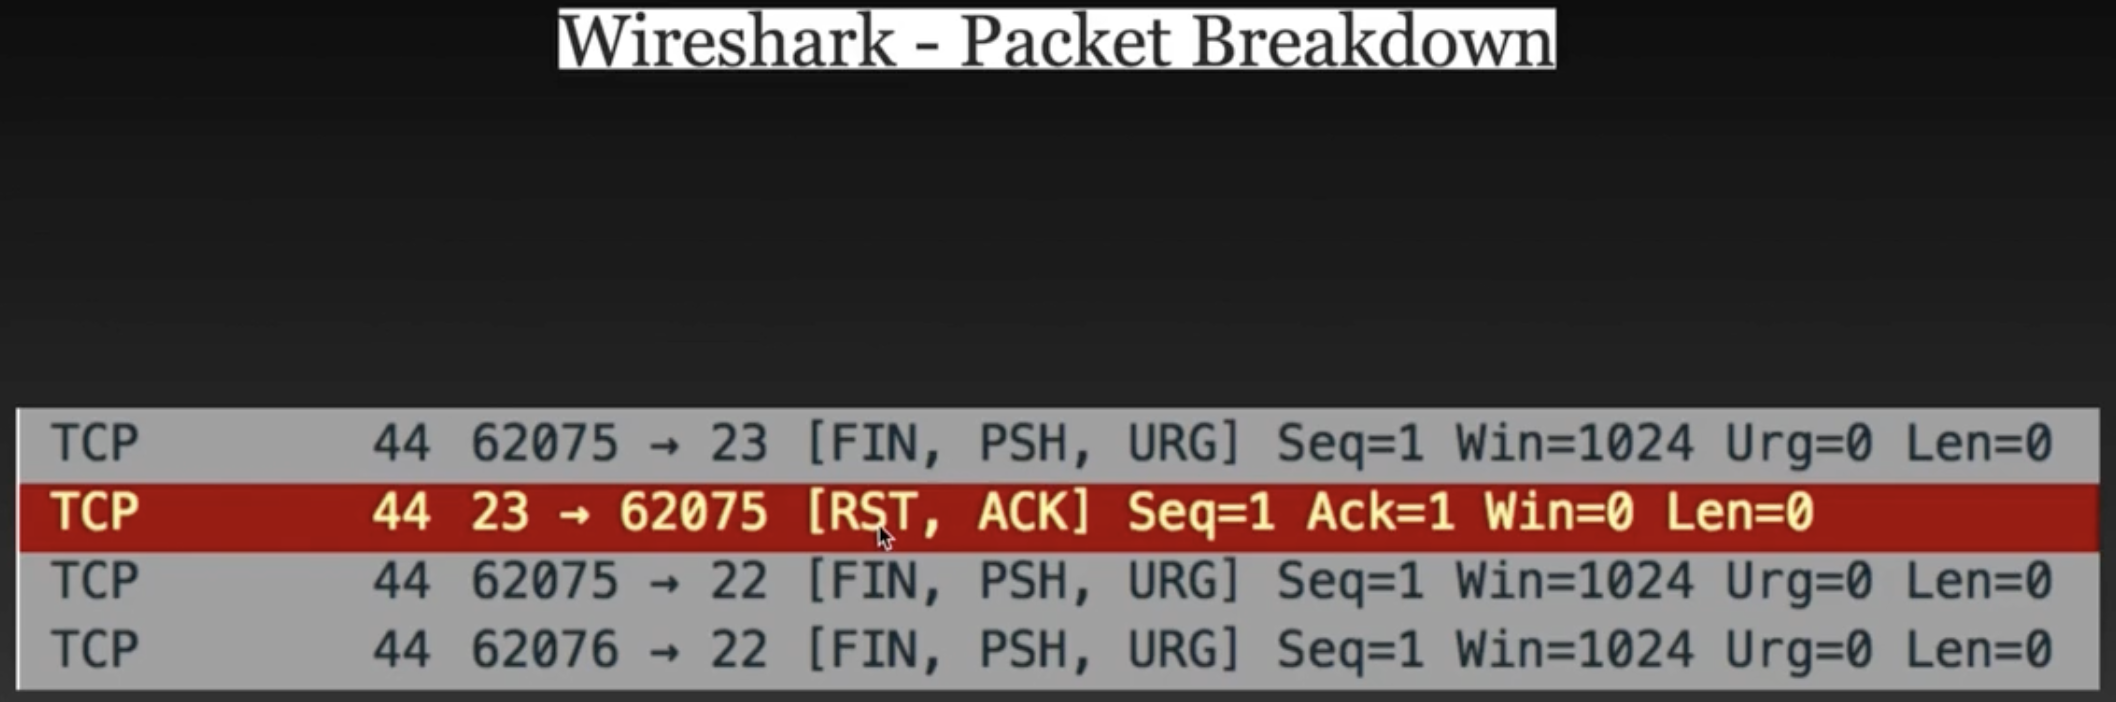 Wireshark - Packet Breakdown
TCP 44 62075 → 23 [FIN, PSH, URG] Seq=1 Win=1024 Urg=0 Len=0
TCP 44 23 → 62075 [RST, ACK] Seq=1 Ack=1 Win=0 Len=0
TCP 44 62075 → 22 [FIN, PSH, URG] Seq=1 Win=1024 Urg=0 Len=0
TCP 44 62076 → 22 [FIN, PSH, URG] Seq=1 Win=1024 Urg=0 Len=0